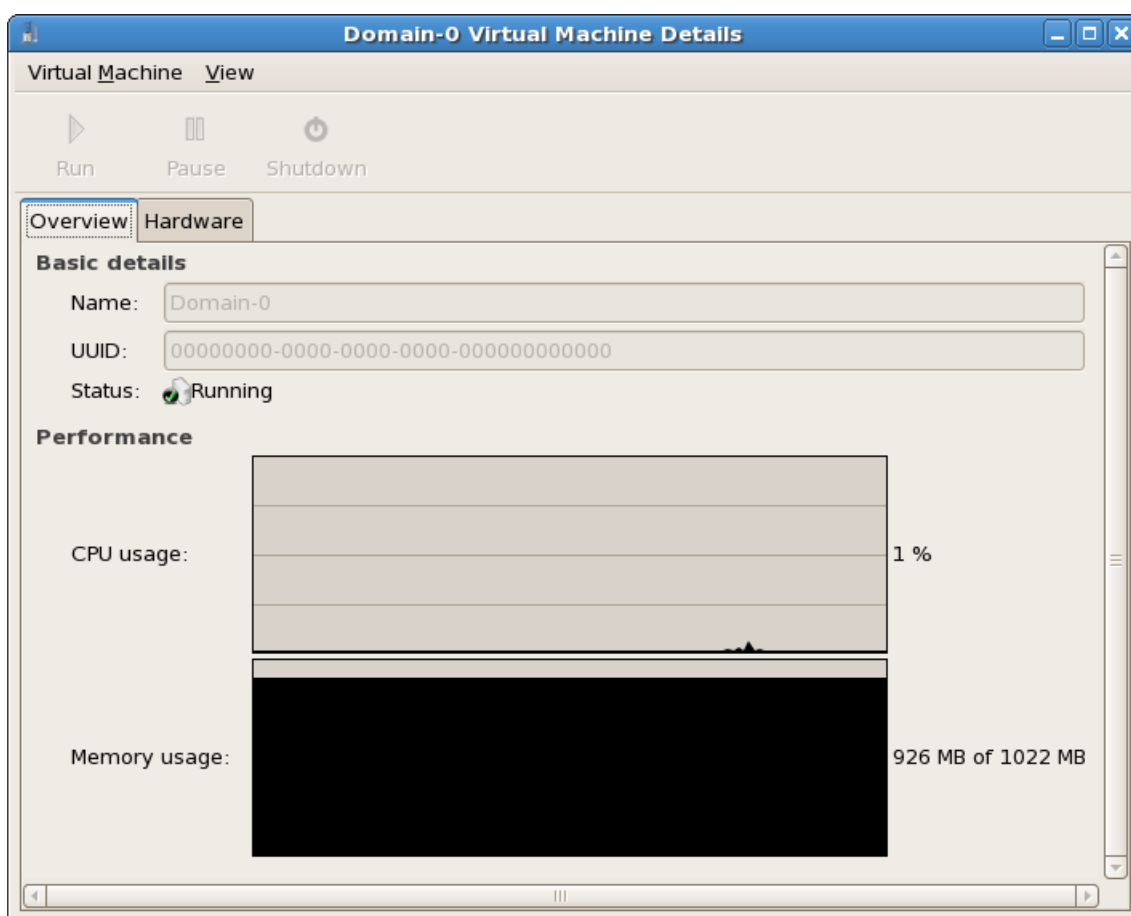 Domain-0 Virtual Machine Details
Virtual Machine View
Run Pause Shutdown
Overview Hardware
Basic details
Name: Domain-0
UUID: 00000000-0000-0000-0000-000000000000
Status: Running
Performance
CPU usage: 1 %
Memory usage: 926 MB of 1022 MB